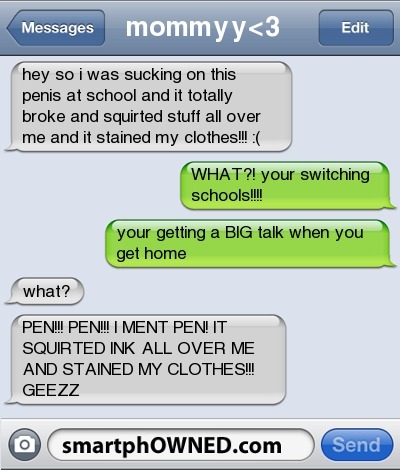 Messages
mommyy<3
Edit
hey so i was sucking on this
penis at school and it totally
broke and squirted stuff all over
me and it stained my clothes!!! :(
WHAT?! your switching
schools!!!!
your getting a BIG talk when you
get home
what?
PEN!!! PEN!!! I MENT PEN! IT
SQUIRTED INK ALL OVER ME
AND STAINED MY CLOTHES!!!
GEEZZ
smartphOWNED.com
Send